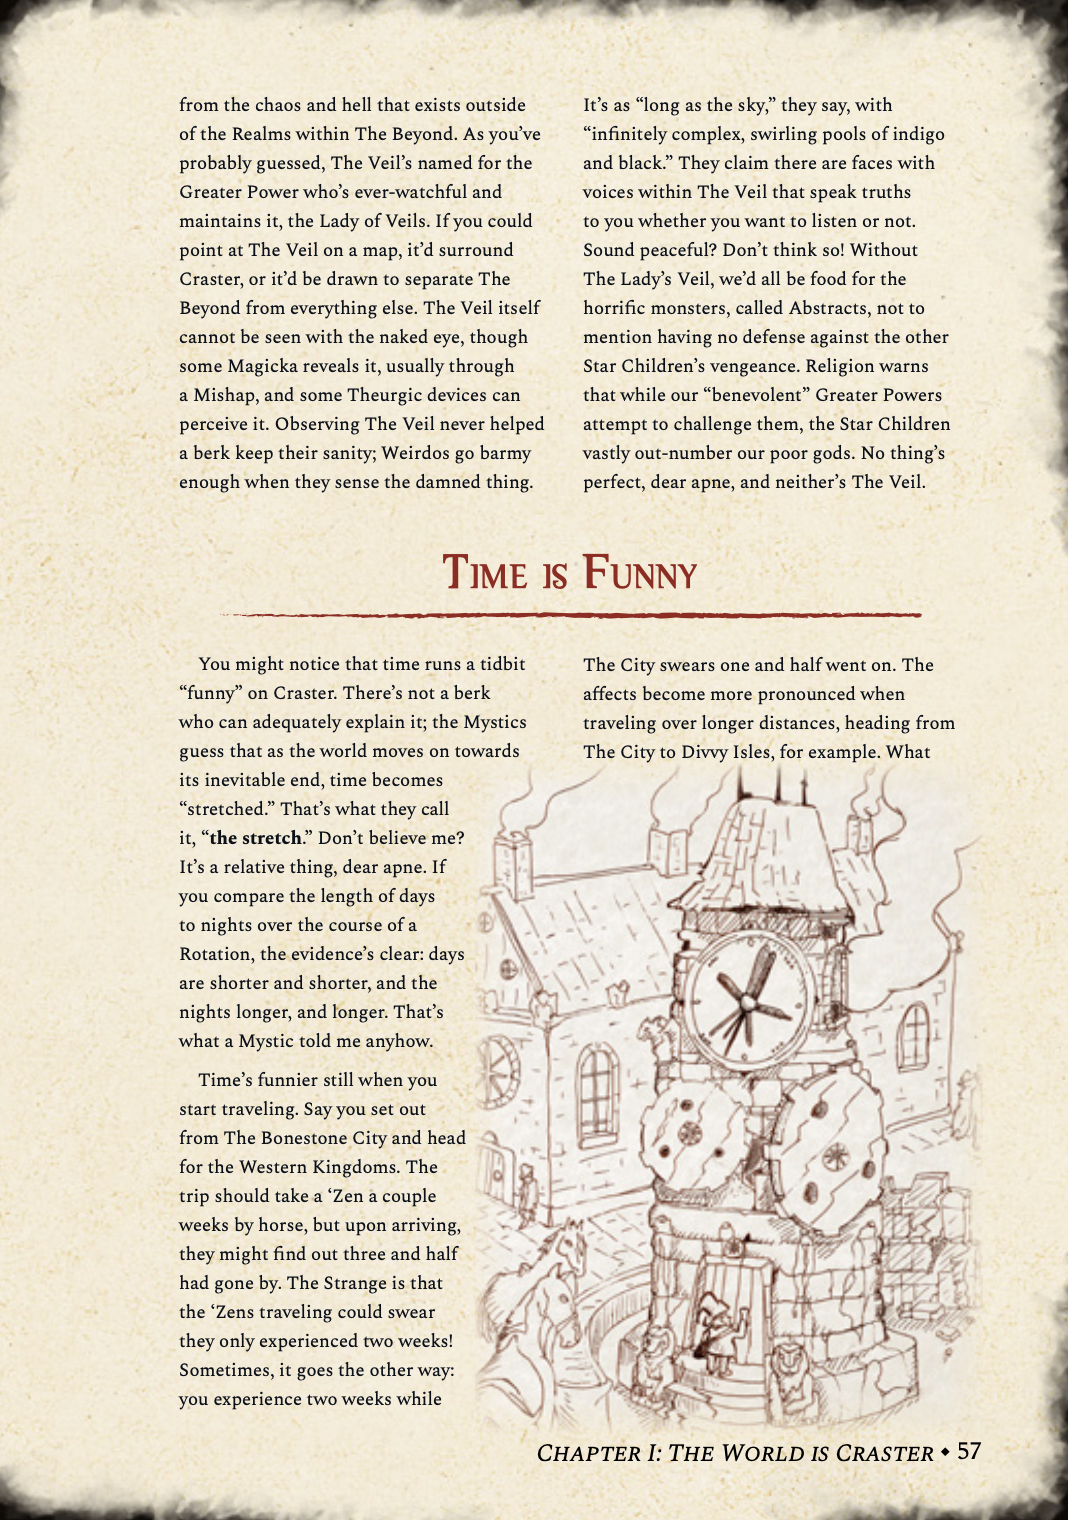 from the chaos and hell that exists outside
of the Realms within The Beyond. As you’ve
probably guessed, The Veil’s named for the
Greater Power who’s ever-watchful and
maintains it, the Lady of Veils. If you could
point at The Veil on a map, it’d surround
Craster, or it’d be drawn to separate The
Beyond from everything else. The Veil itself
cannot be seen with the naked eye, though
some Magicka reveals it, usually through
a Mishap, and some Theurgic devices can
perceive it. Observing The Veil never helped
a berk keep their sanity; Weirdos go barmy
enough when they sense the damned thing.
It’s as “long as the sky,” they say, with
“infinitely complex, swirling pools of indigo
and black.” They claim there are faces with
voices within The Veil that speak truths
to you whether you want to listen or not.
Sound peaceful? Don’t think so! Without
The Lady’s Veil, we’d all be food for the
horrific monsters, called Abstracts, not to
mention having no defense against the other
Star Children’s vengeance. Religion warns
that while our “benevolent” Greater Powers
attempt to challenge them, the Star Children
vastly out-number our poor gods. No thing’s
perfect, dear apne, and neither’s The Veil.
Time is Funny
You might notice that time runs a tidbit
“funny” on Craster. There’s not a berk
who can adequately explain it; the Mystics
guess that as the world moves on towards
its inevitable end, time becomes
“stretched.” That’s what they call
it, “the stretch.” Don’t believe me?
It’s a relative thing, dear apne. If
you compare the length of days
to nights over the course of a
Rotation, the evidence’s clear: days
are shorter and shorter, and the
nights longer, and longer. That’s
what a Mystic told me anyhow.
Time’s funnier still when you
start traveling. Say you set out
from The Bonestone City and head
for the Western Kingdoms. The
trip should take a ‘Zen a couple
weeks by horse, but upon arriving,
they might find out three and half
had gone by. The Strange is that
the ‘Zens traveling could swear
they only experienced two weeks!
Sometimes, it goes the other way:
you experience two weeks while
The City swears one and half went on. The
affects become more pronounced when
traveling over longer distances, heading from
The City to Divvy Isles, for example. What
Chapter I: The World is Craster ◆ 57